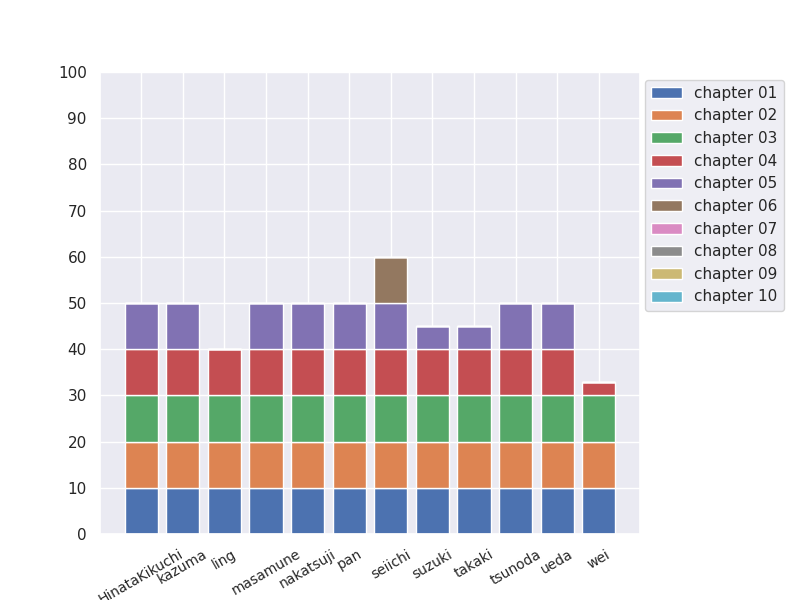 100
90
80
70
60
50
40
30
20
10
0
HinataKikuchi
kazuma
ling
masamune
nakatsuji
pan
seiichi
suzuki
takaki
tsunoda
ueda
wei
chapter 01
chapter 02
chapter 03
chapter 04
chapter 05
chapter 06
chapter 07
chapter 08
chapter 09
chapter 10